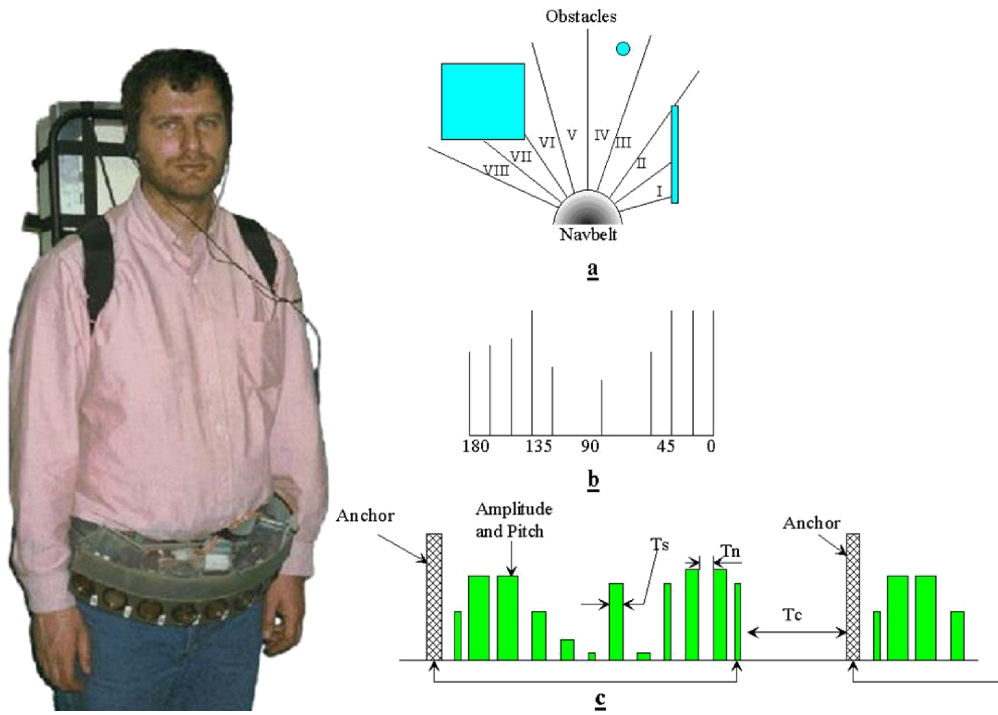 Obstacles
VIII
VII
VI
V
IV
III
II
I
Navbelt
a
180
135
90
45
0
b
Anchor
Amplitude
and Pitch
Ts
Tn
Anchor
Tc
c